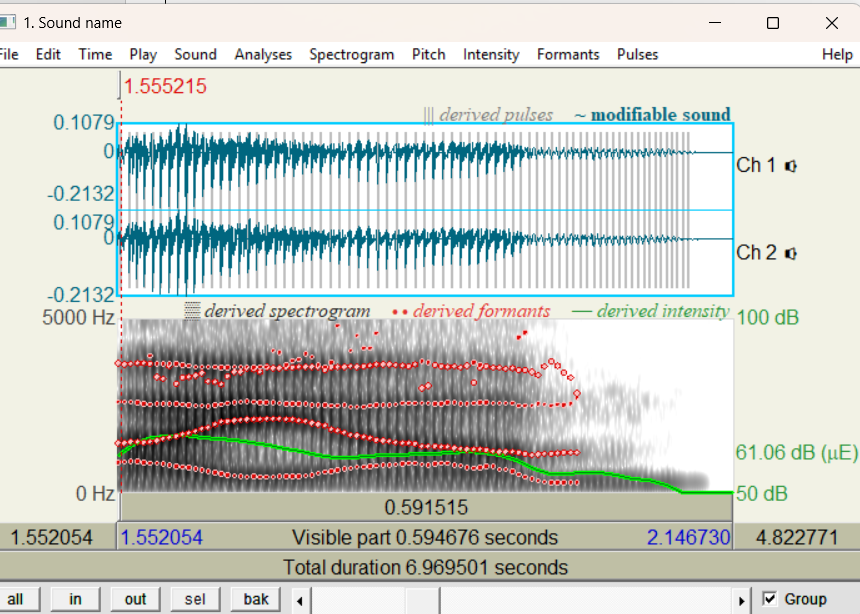 1. Sound name
File Edit Time Play Sound Analyses Spectrogram Pitch Intensity Formants Pulses Help
1.555215
derived pulses ~ modifiable sound
0.1079
0
-0.2132
Ch 1
0.1079
0
-0.2132
Ch 2
derived spectrogram derived formants derived intensity
5000 Hz
100 dB
61.06 dB (µE)
0 Hz
50 dB
0.591515
1.552054 1.552054 Visible part 0.594676 seconds 2.146730 4.822771
Total duration 6.969501 seconds
all in out sel bak Group